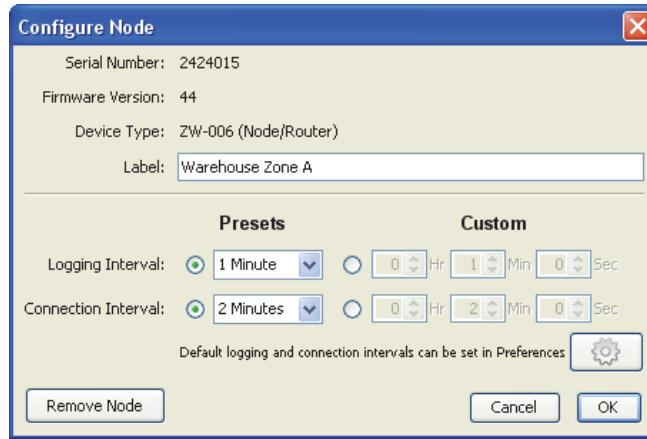 Configure Node
Serial Number: 2424015
Firmware Version: 44
Device Type: ZW-006 (Node/Router)
Label: Warehouse Zone A
Presets Custom
Logging Interval: 1 Minute 0 Hr 1 Min 0 Sec
Connection Interval: 2 Minutes 0 Hr 2 Min 0 Sec
Default logging and connection intervals can be set in Preferences
Remove Node Cancel OK